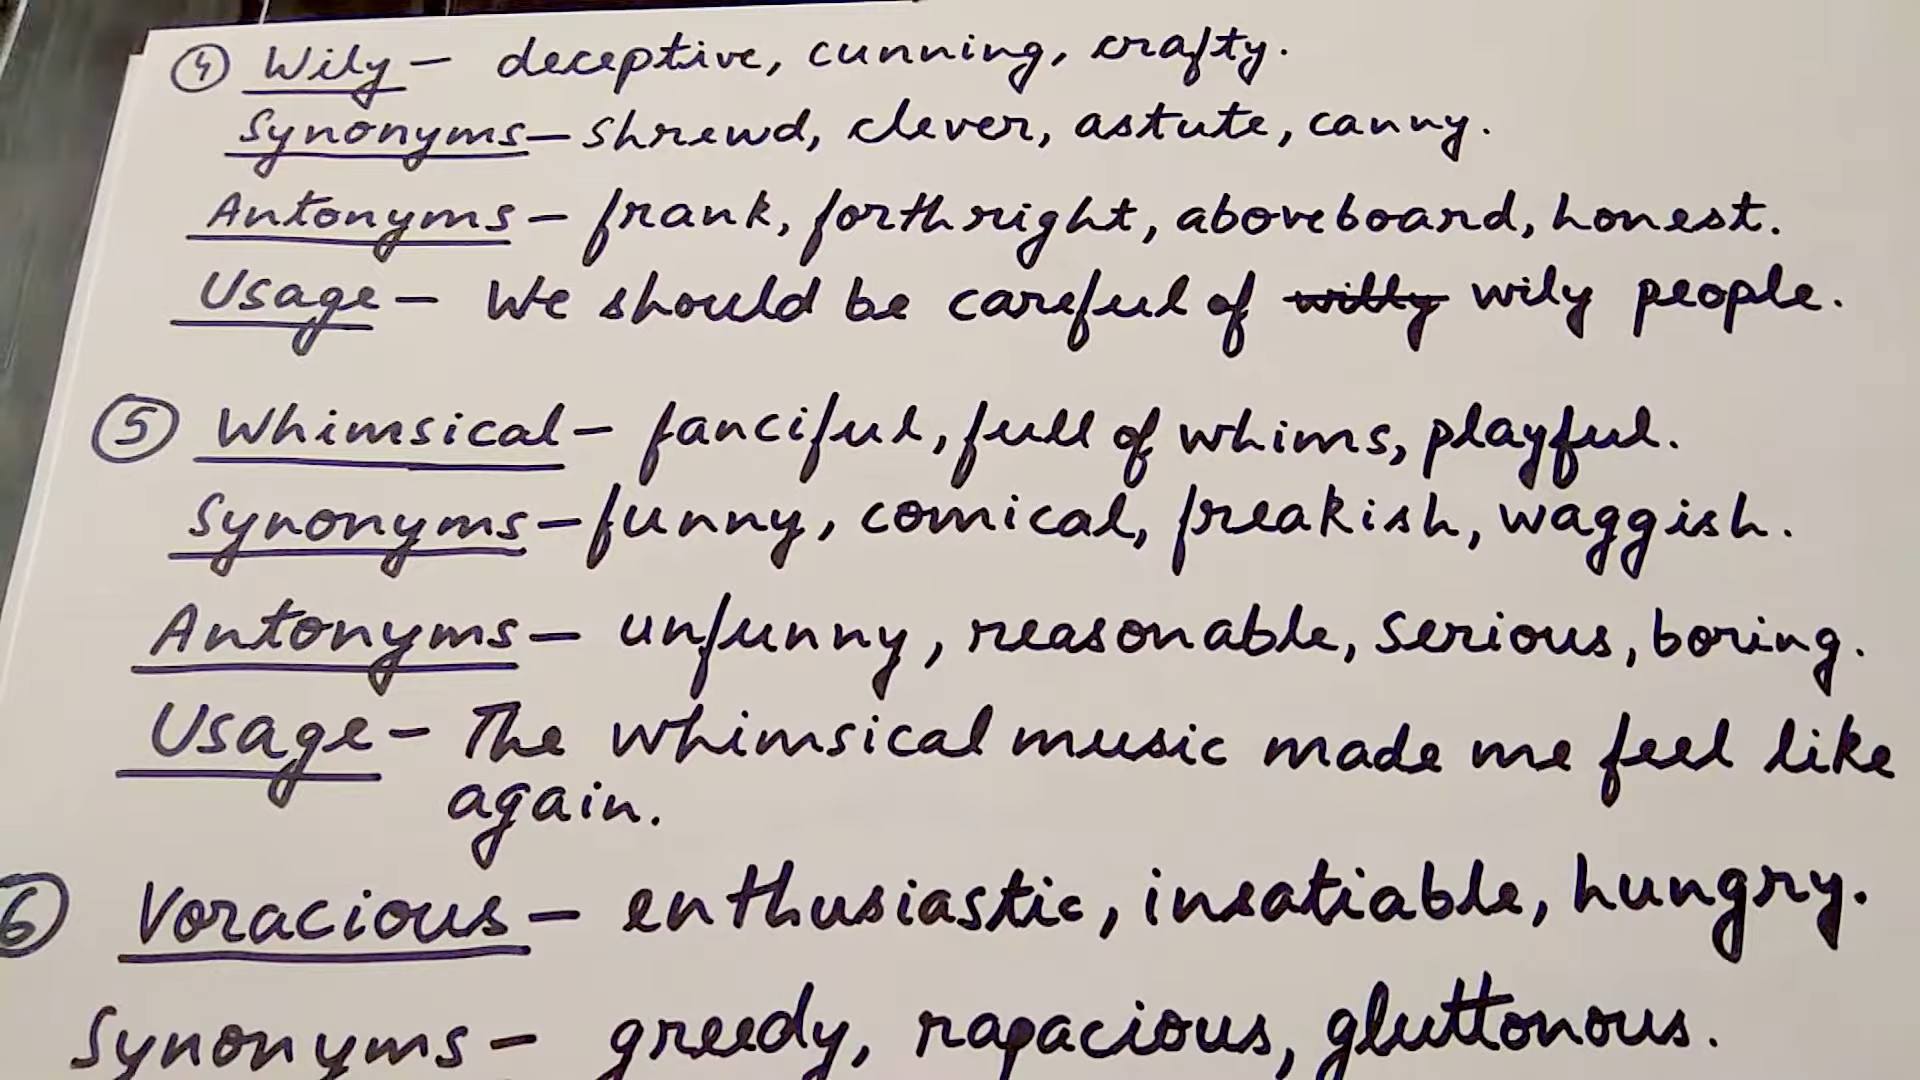 ④ Wily - deceptive, cunning, crafty.
Synonyms - shrewd, clever, astute, canny.
Antonyms - frank, forthright, aboveboard, honest.
Usage - We should be careful of ~~willy~~ wily people.
⑤ Whimsical - fanciful, full of whims, playful.
Synonyms - funny, comical, freakish, waggish.
Antonyms - unfunny, reasonable, serious, boring.
Usage - The whimsical music made me feel like
again.
⑥ Voracious - enthusiastic, insatiable, hungry.
Synonyms - greedy, rapacious, gluttonous.